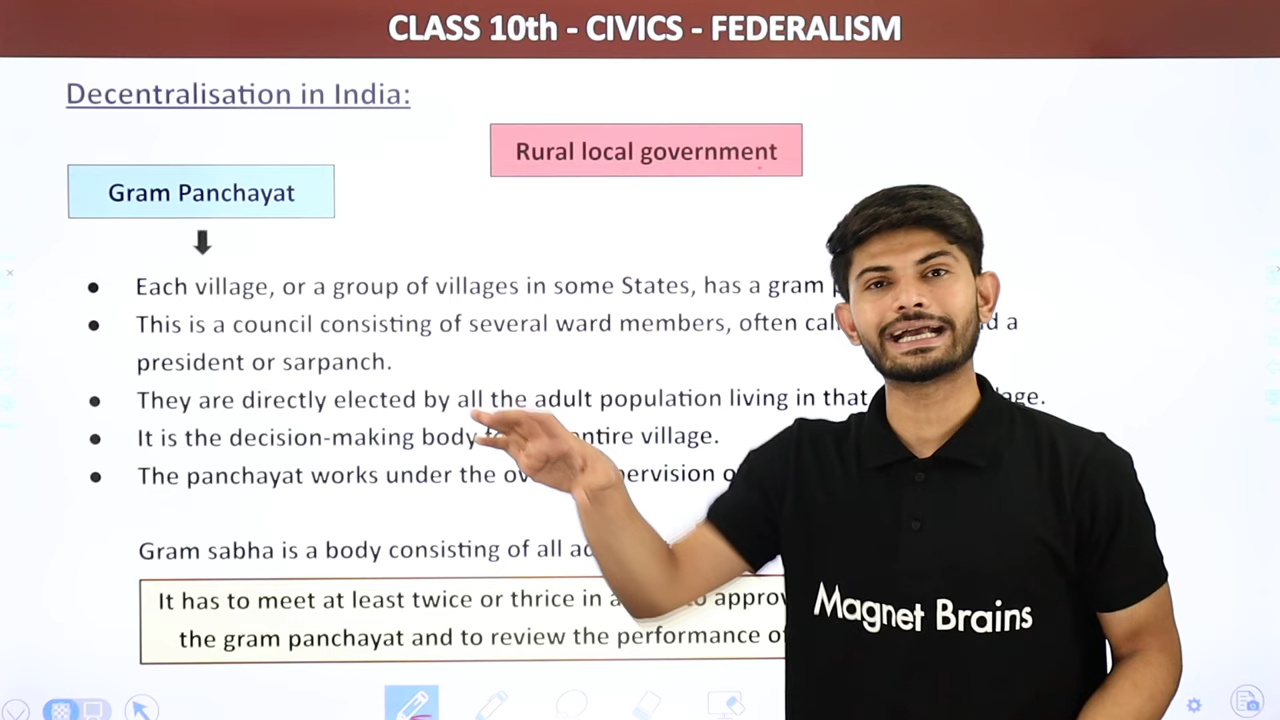 CLASS 10th - CIVICS - FEDERALISM
Decentralisation in India:
Rural local government
Gram Panchayat
● Each village, or a group of villages in some States, has a gram
● This is a council consisting of several ward members, often a
president or sarpanch.
● They are directly elected by all the adult population living in that
● It is the decision-making body entire village.
● The panchayat works under the
Gram sabha is a body consisting of all
It has to meet at least twice or thrice in
the gram panchayat and to review the performance
Magnet Brains